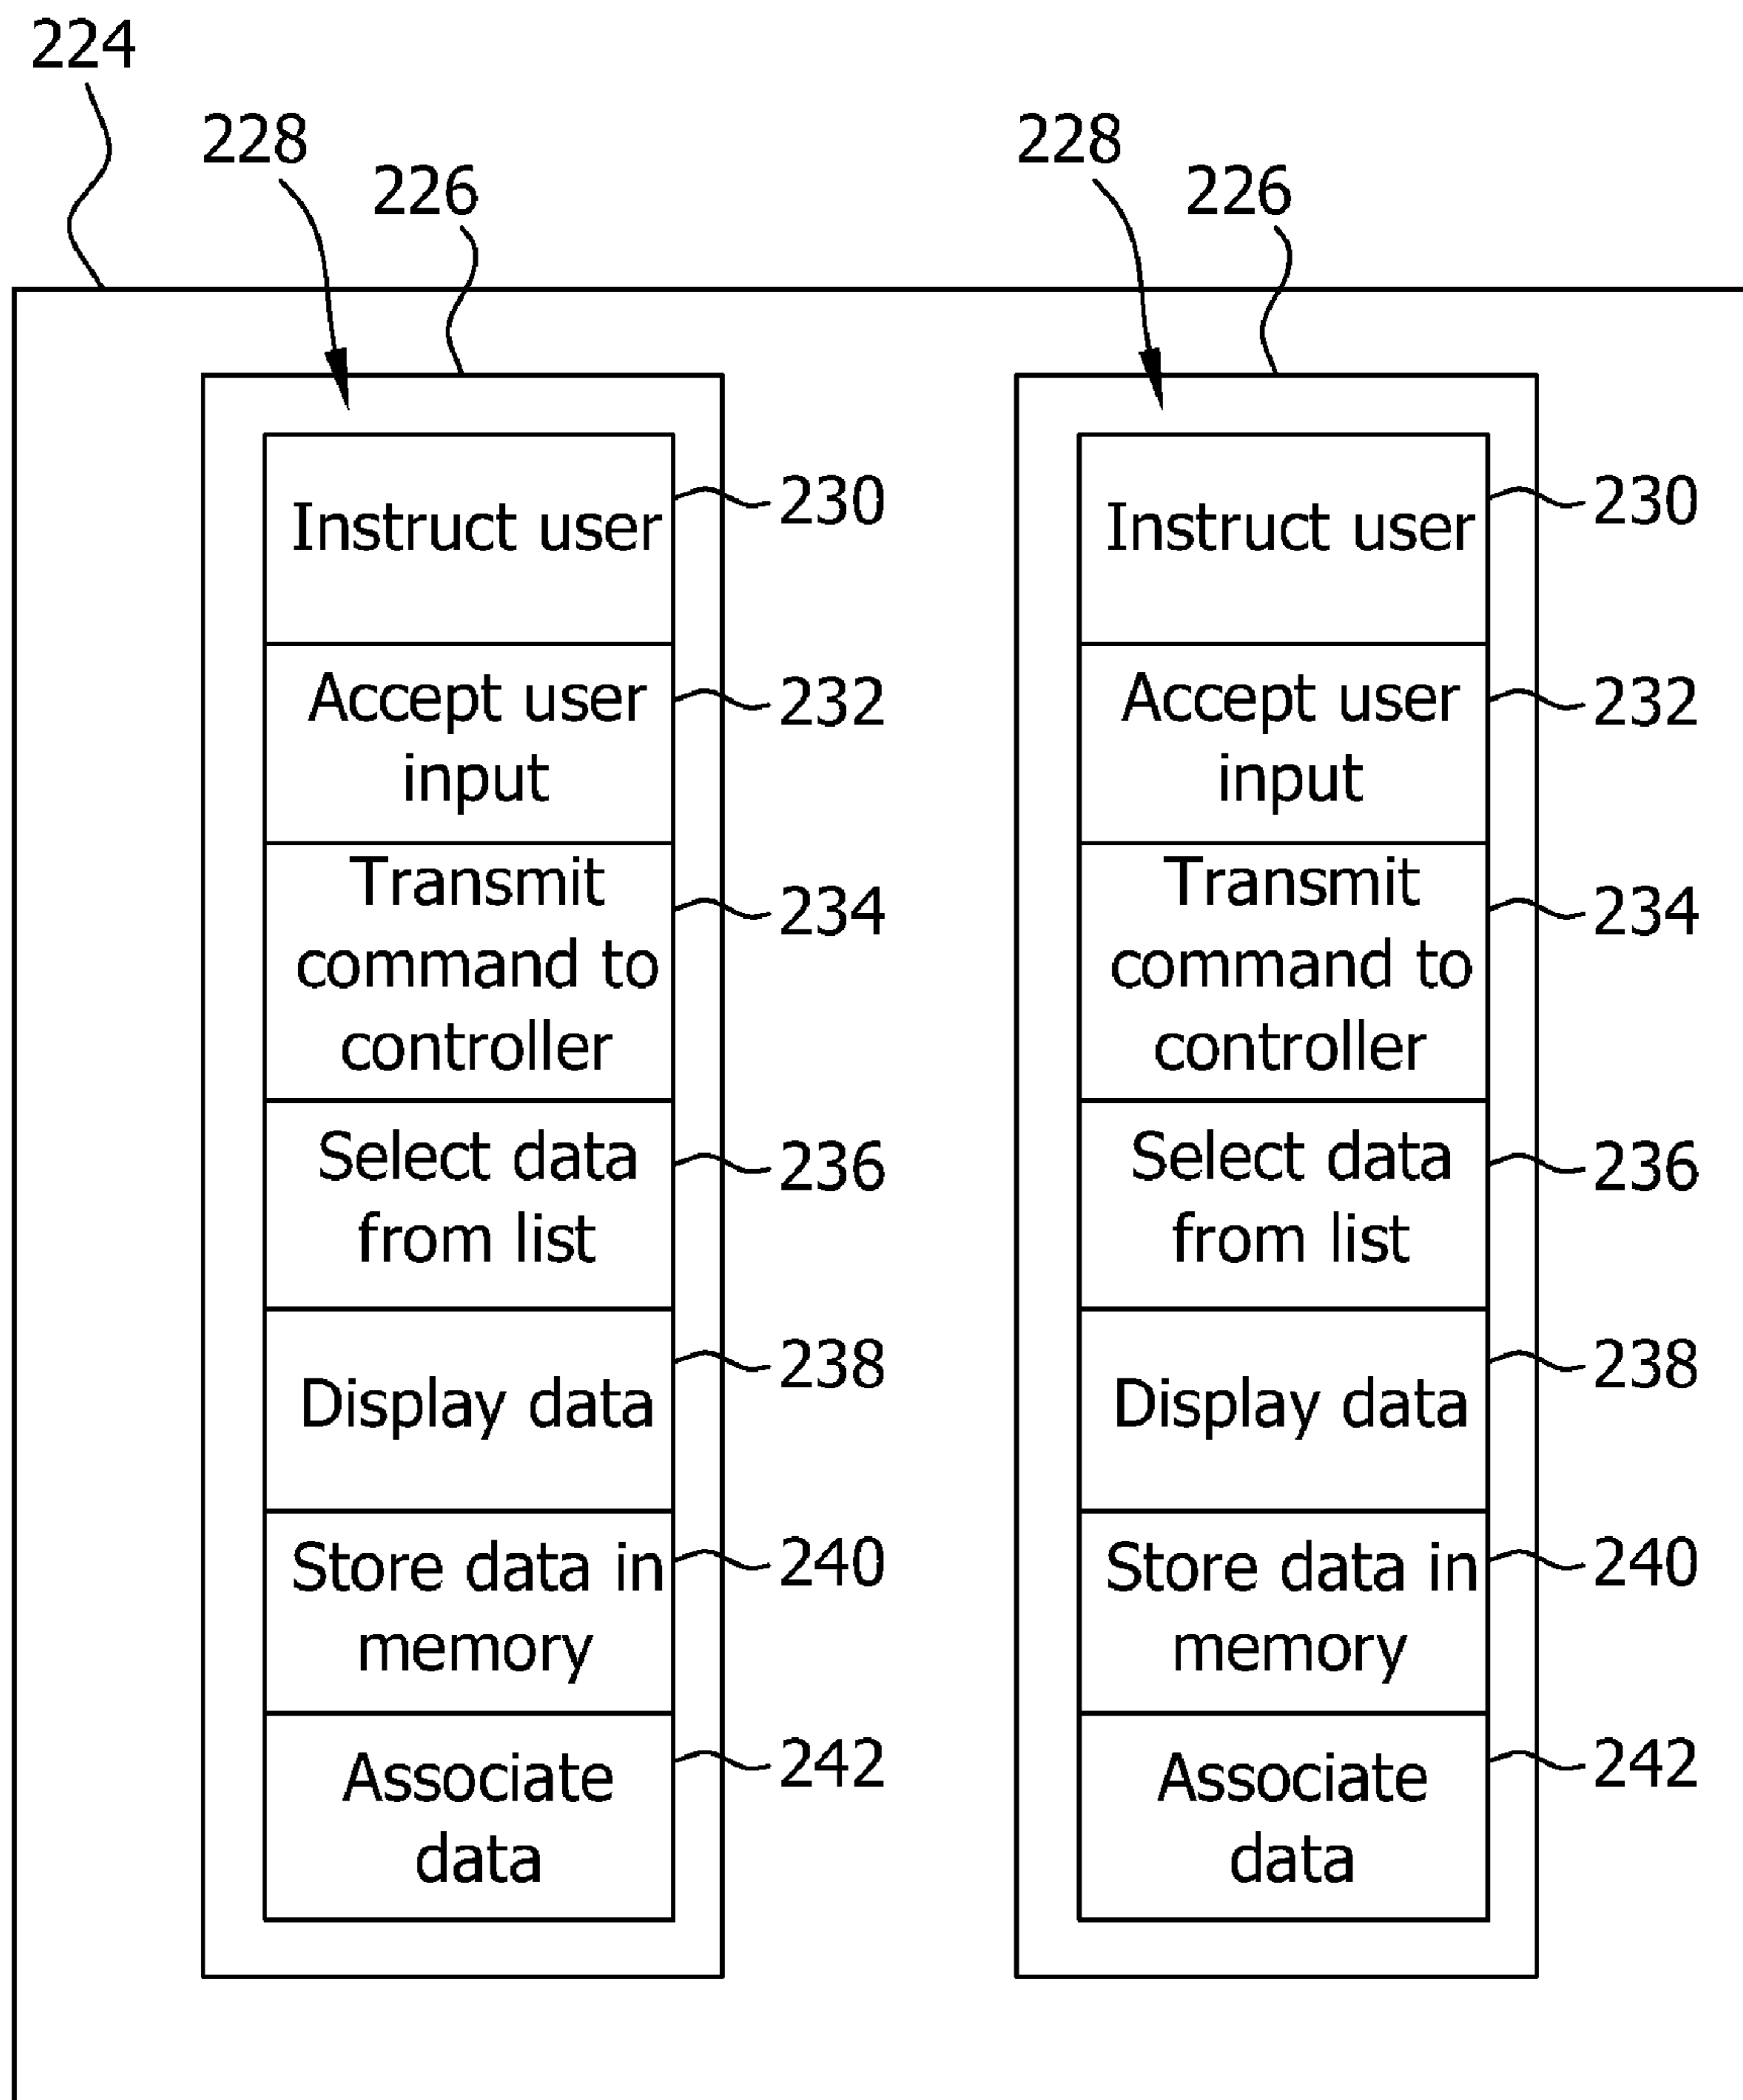 224
228
226
228
226
Instruct user
230
Accept user
input
232
Transmit
command to
controller
234
Select data
from list
236
Display data
238
Store data in
memory
240
Associate
data
242
Instruct user
230
Accept user
input
232
Transmit
command to
controller
234
Select data
from list
236
Display data
238
Store data in
memory
240
Associate
data
242